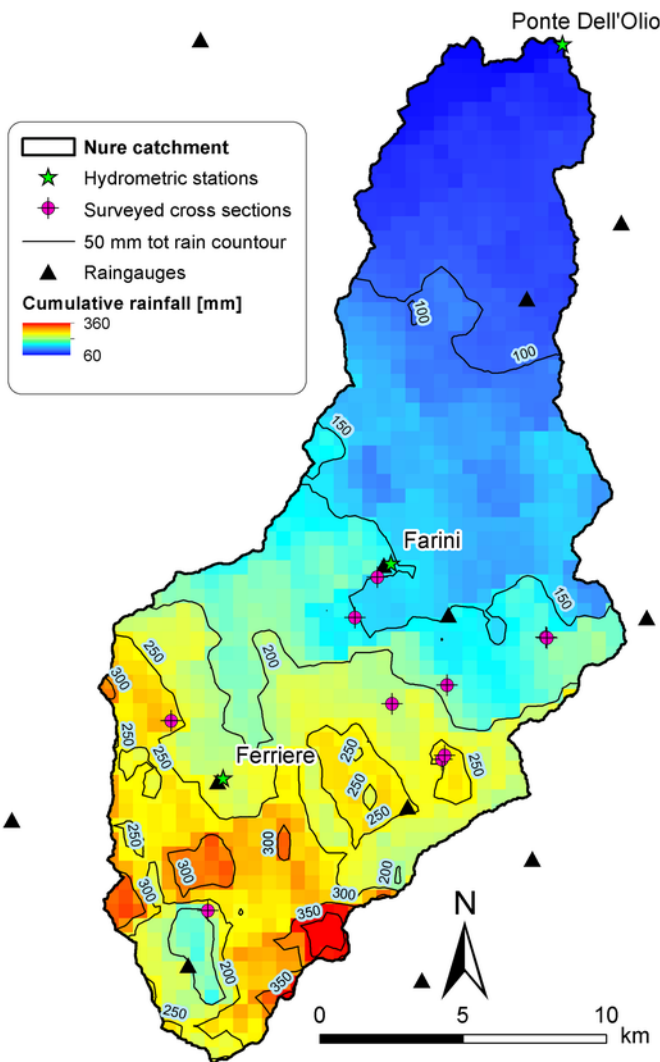 Ponte Dell'Olio
Nure catchment
Hydrometric stations
Surveyed cross sections
50 mm tot rain countour
Raingauges
Cumulative rainfall [mm]
360
60
100
100
150
Farini
150
250
200
300
250
250
250
Ferriere
250
250
250
300
250
300
200
300
300
350
200
350
250
N
0
5
10
km